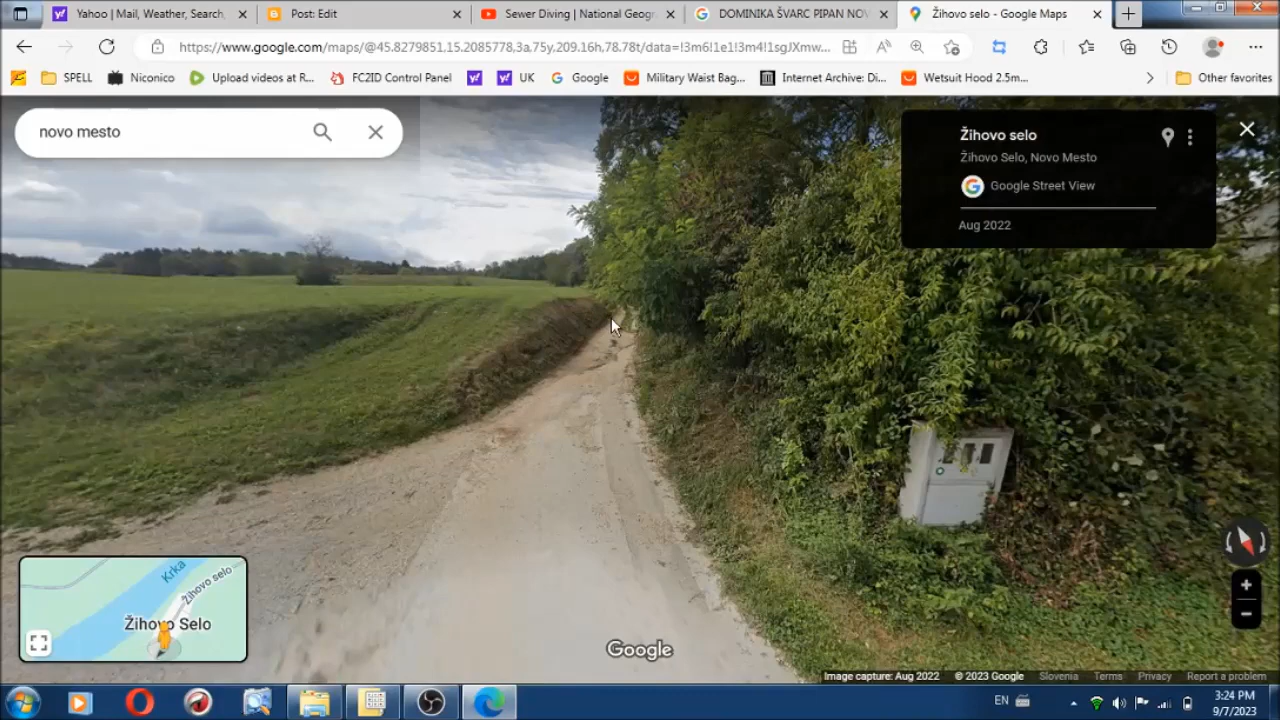 Yahoo | Mail, Weather, Search,
Post: Edit
Sewer Diving | National Geogr
DOMINIKA ŠVARC PIPAN NOV
Žihovo selo - Google Maps
https://www.google.com/maps/@45.8279851,15.2085778,3a,75y,209.16h,78.78t/data=!3m6!1e1!3m4!1sgJXmw...
SPELL
Niconico
Upload videos at R...
FC2ID Control Panel
UK
Google
Military Waist Bag...
Internet Archive: Di...
Wetsuit Hood 2.5m...
Other favorites
novo mesto
Žihovo selo
Žihovo Selo, Novo Mesto
Google Street View
Aug 2022
Krka
Žihovo selo
Žihovo Selo
Google
Image capture: Aug 2022 © 2023 Google Slovenia Terms Privacy Report a problem
EN
3:24 PM
9/7/2023